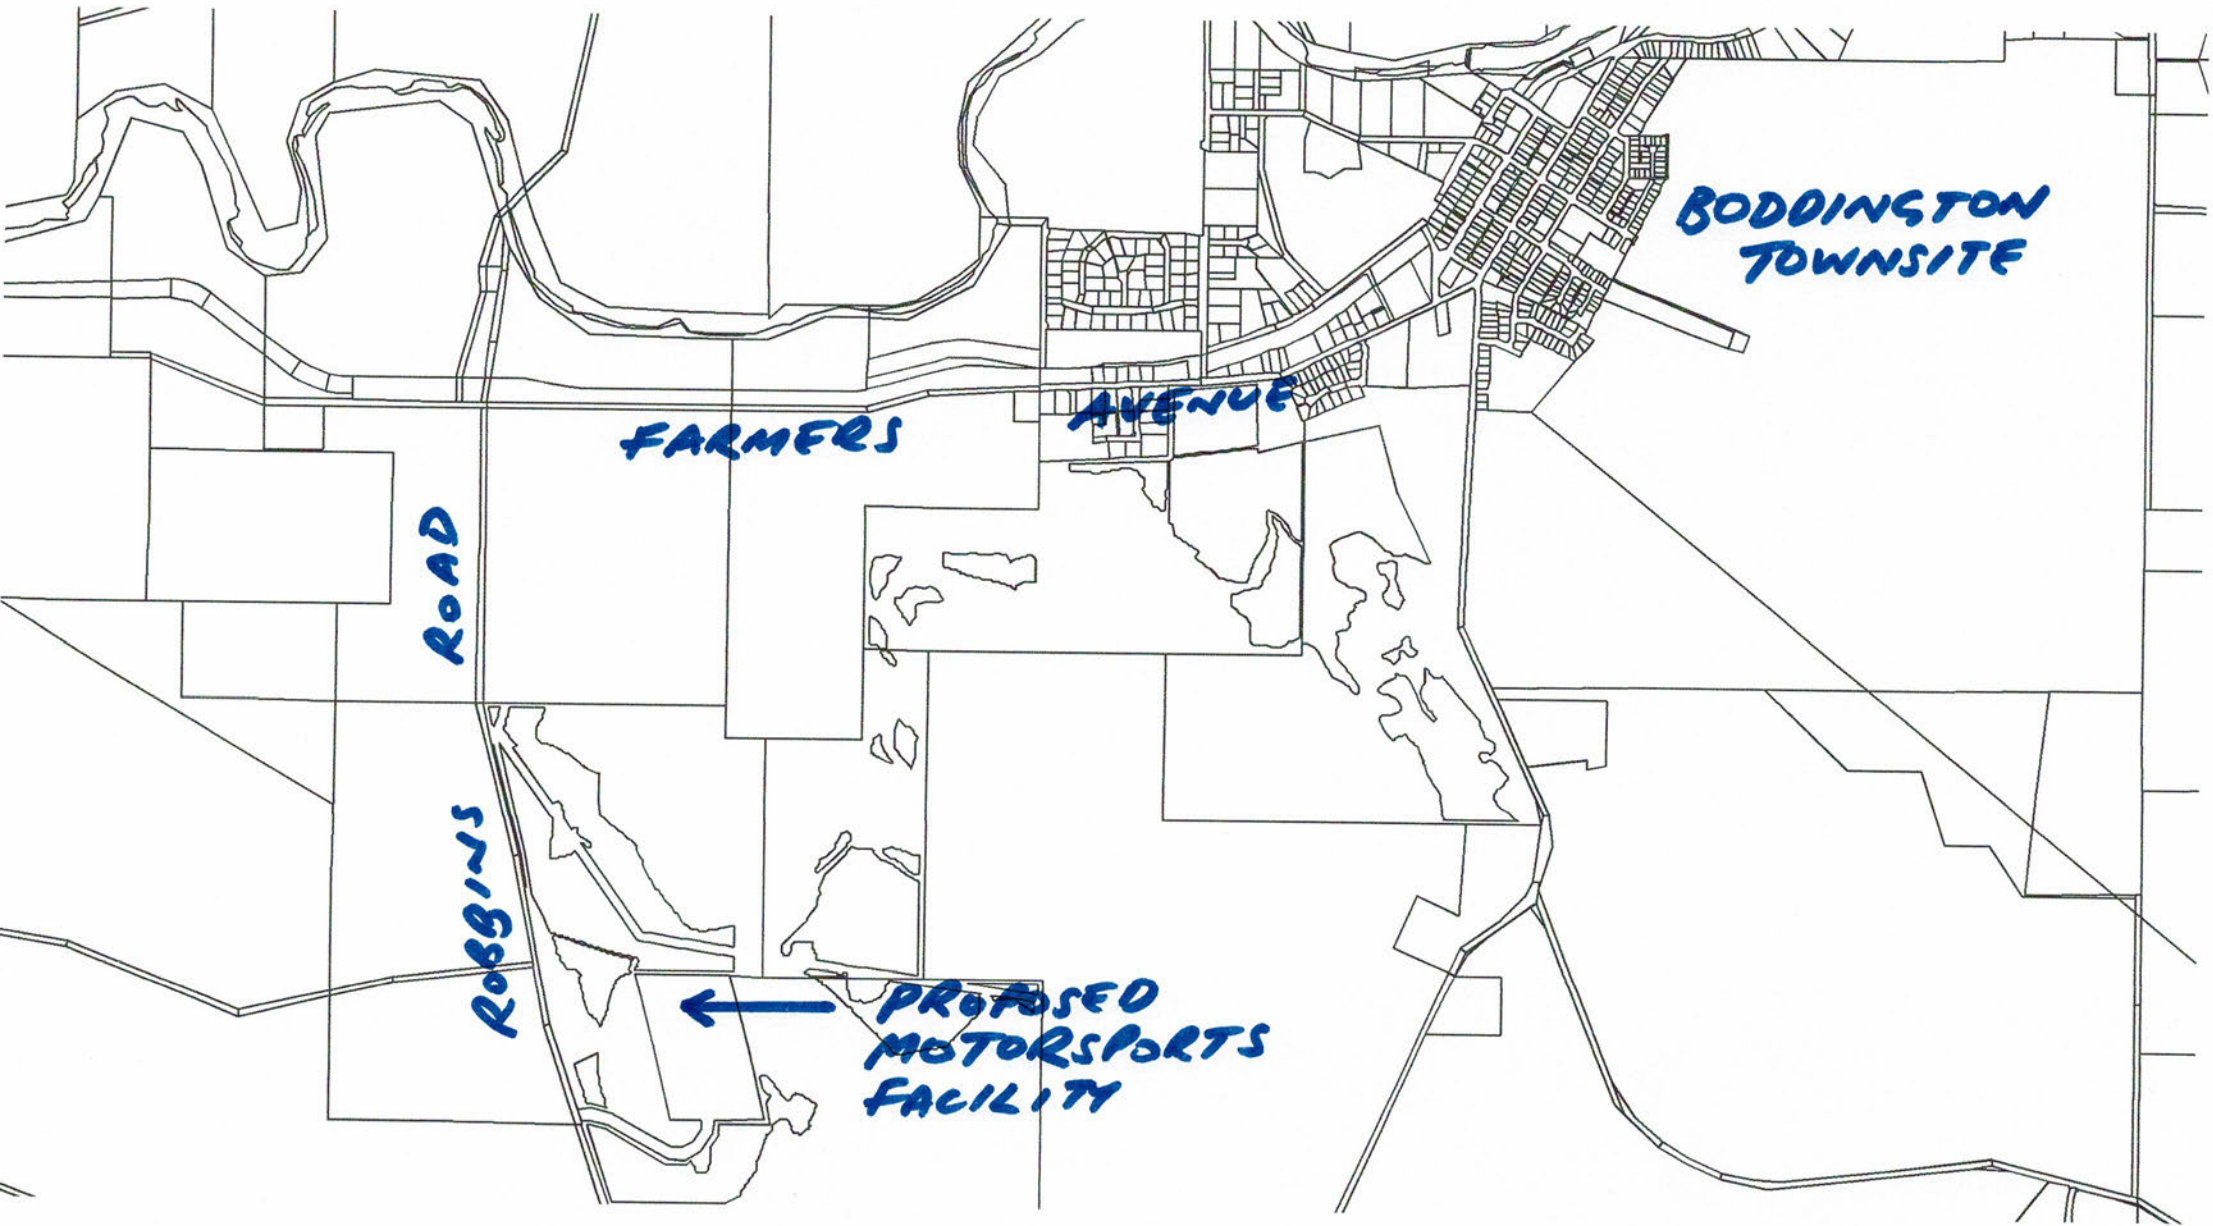 BODDINGTON
TOWNSITE
FARMERS AVENUE
ROBBINS ROAD
PROPOSED
MOTORSPORTS
FACILITY